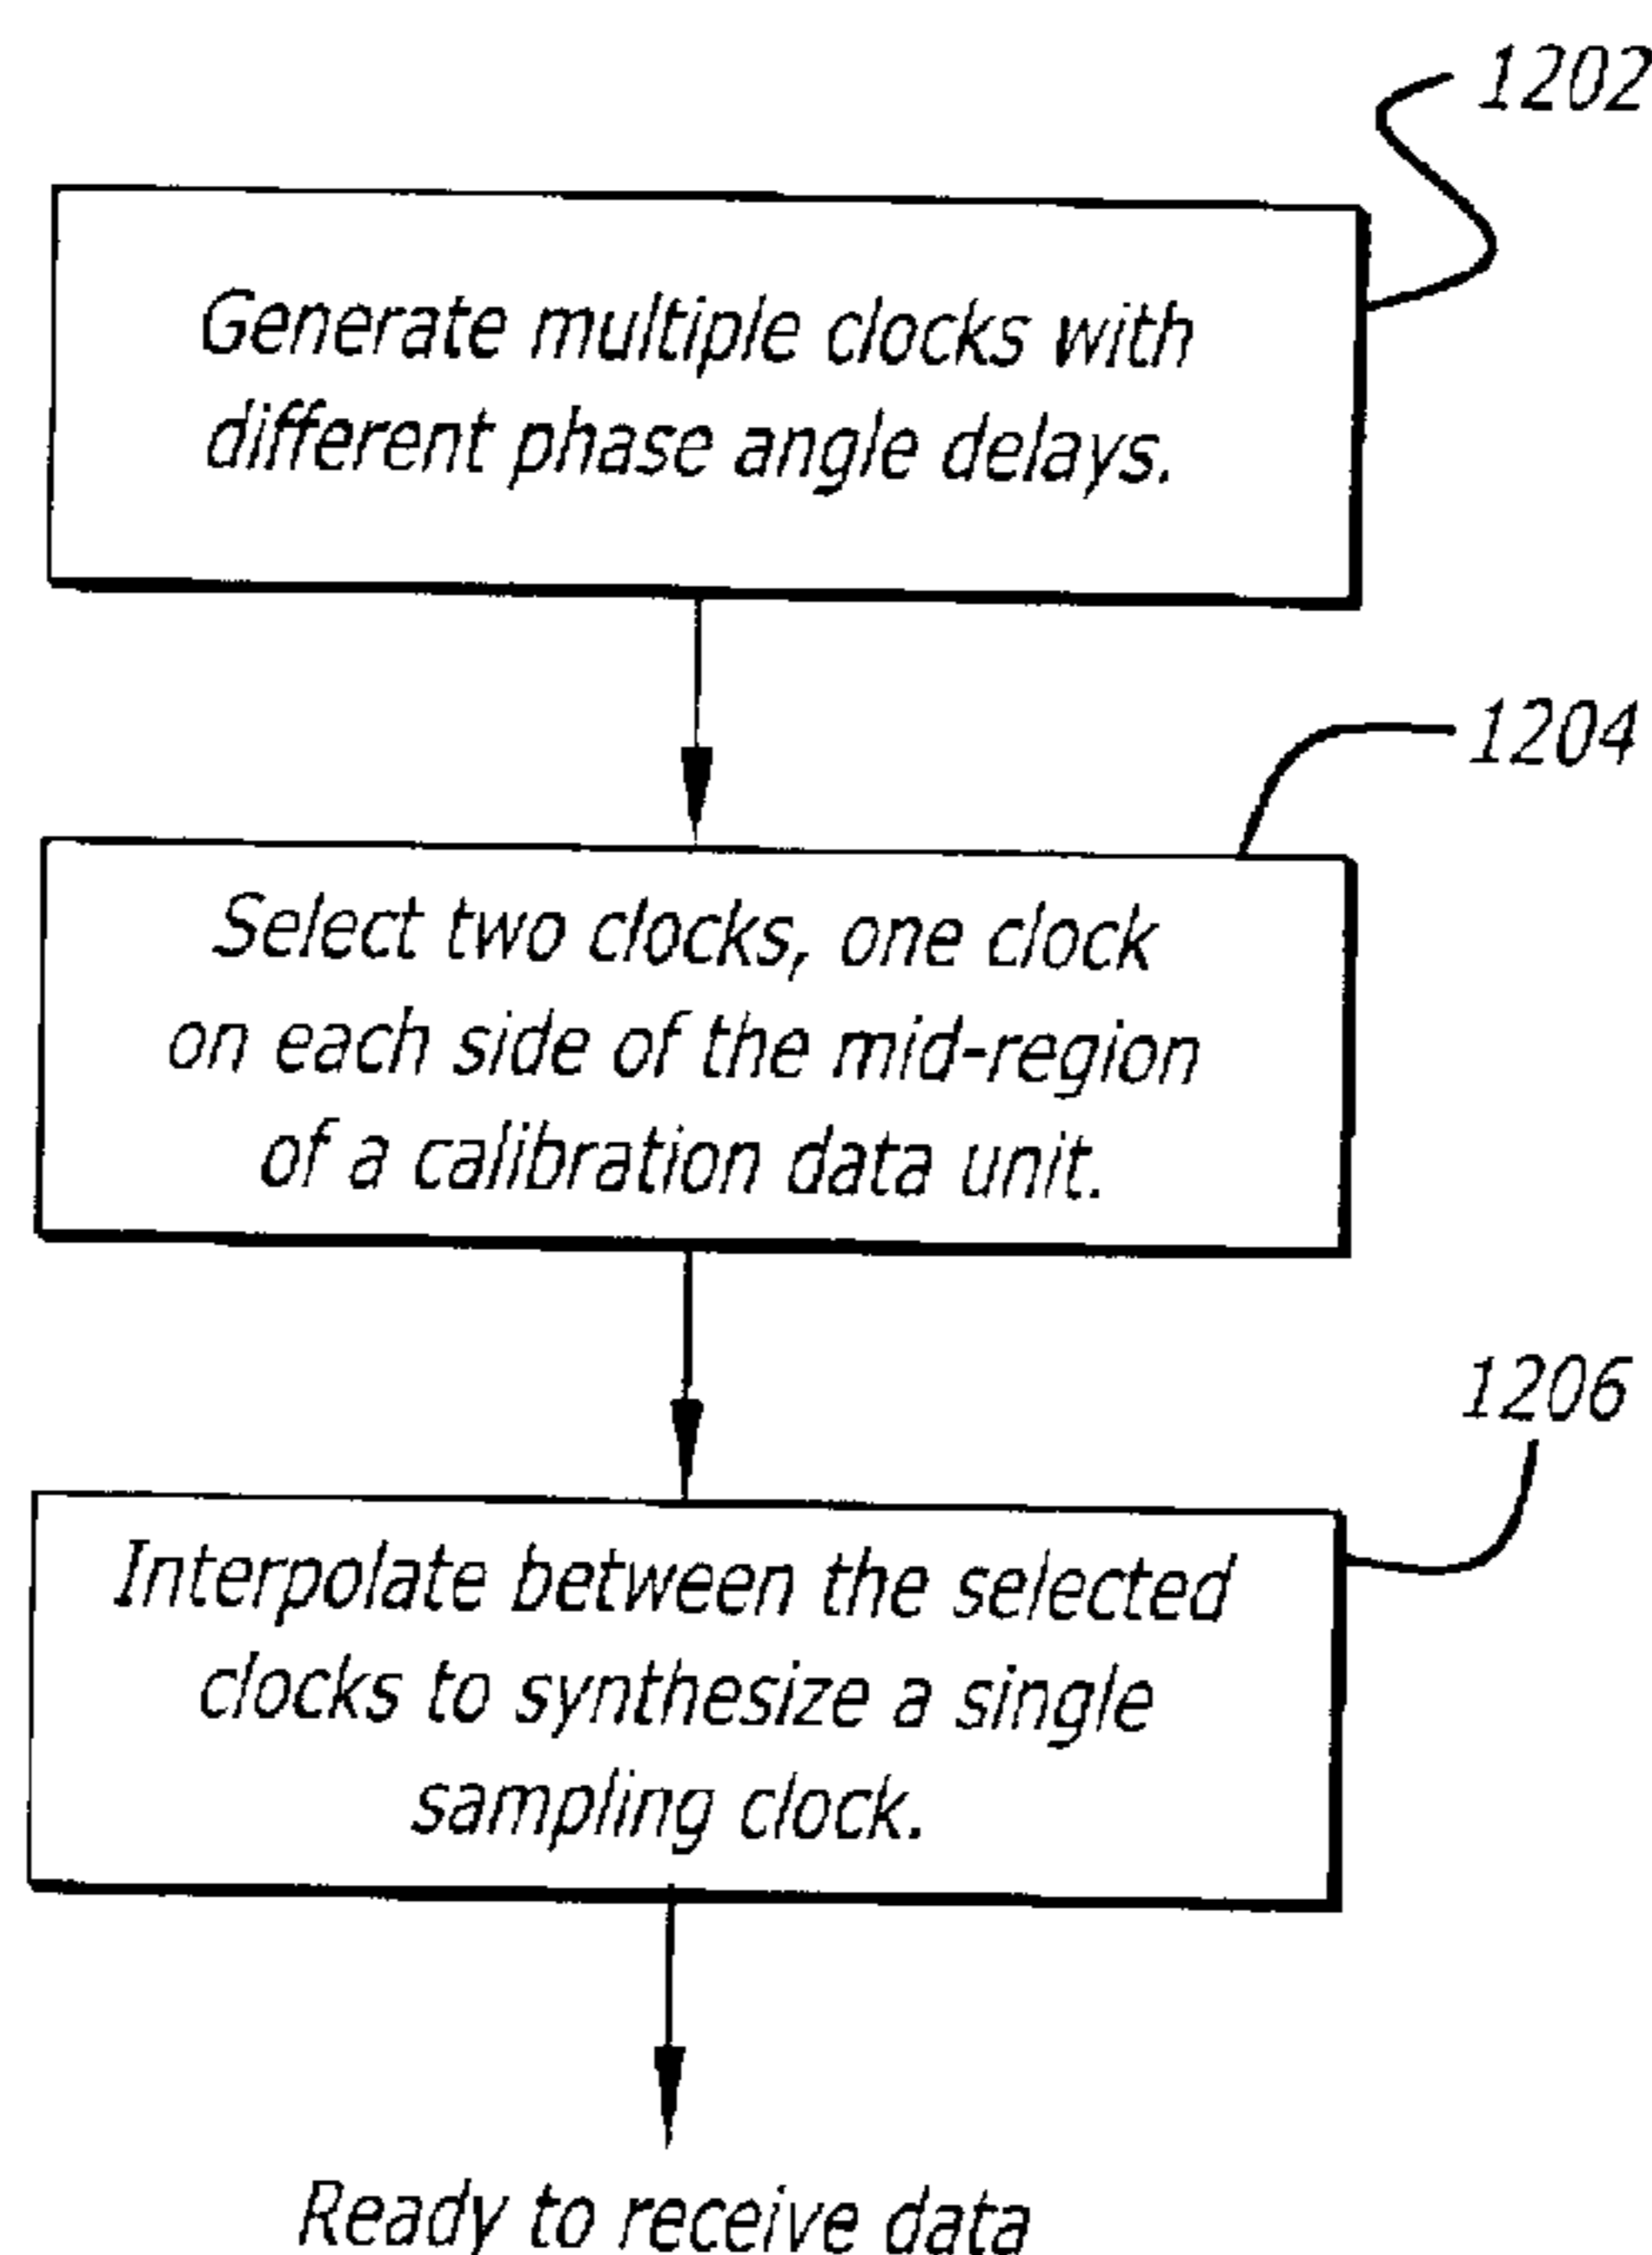 1202
Generate multiple clocks with
different phase angle delays.
1204
Select two clocks, one clock
on each side of the mid-region
of a calibration data unit.
1206
Interpolate between the selected
clocks to synthesize a single
sampling clock.
Ready to receive data